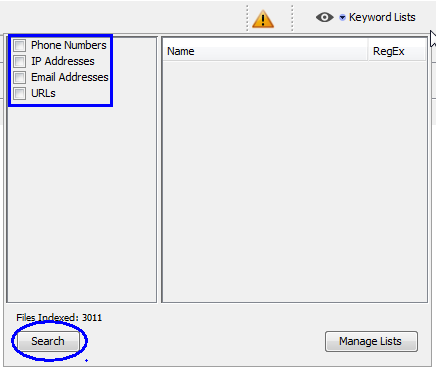 Keyword Lists
Phone Numbers
IP Addresses
Email Addresses
URLs
Name RegEx
Files Indexed: 3011
Search Manage Lists